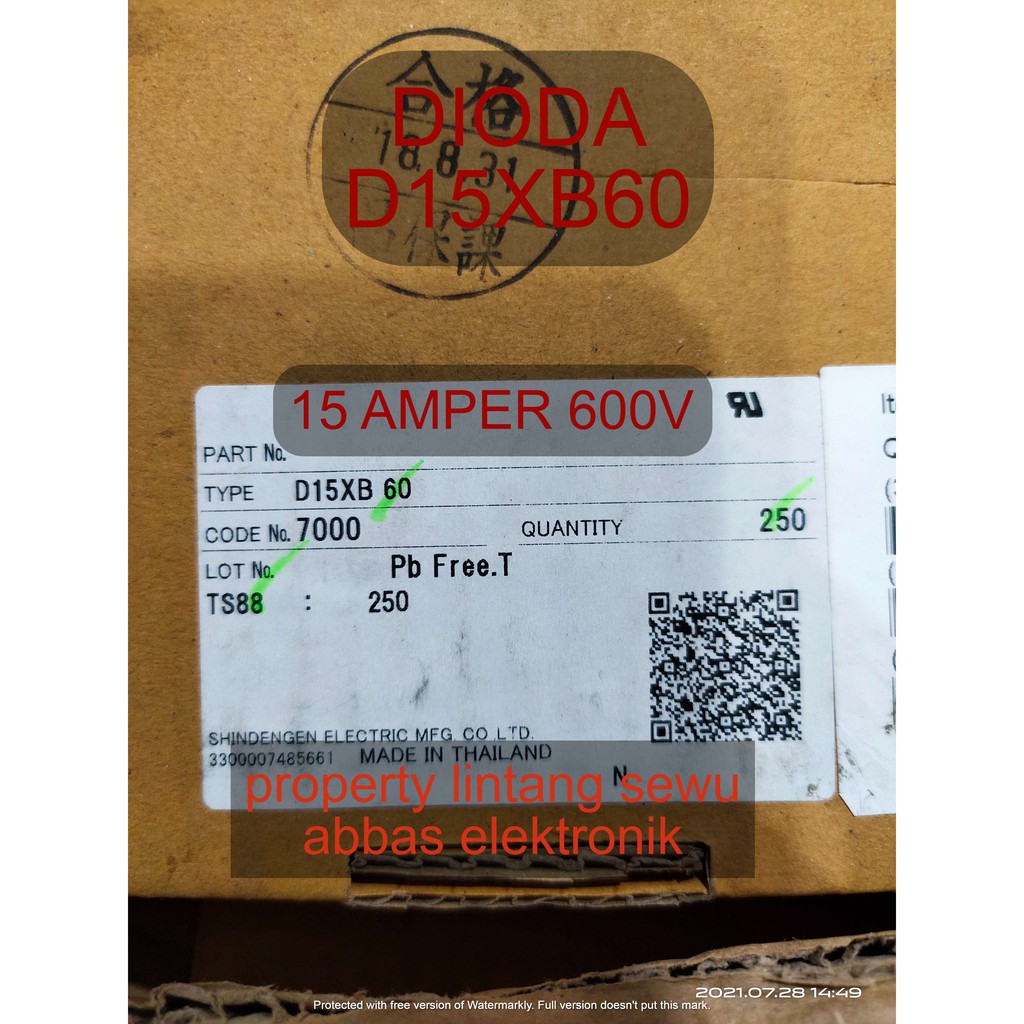 合格
DIODA
'18.8.31
D15XB60
保課
15 AMPER 600V
PART No.
TYPE D15XB 60
CODE No. 7000 QUANTITY 250
LOT No. Pb Free.T
TS88 : 250
SHINDENGEN ELECTRIC MFG. CO.,LTD.
3300007485661 MADE IN THAILAND
N
property lintang sewu
abbas elektronik
2021.07.28 14:49
Protected with free version of Watermarkly. Full version doesn't put this mark.